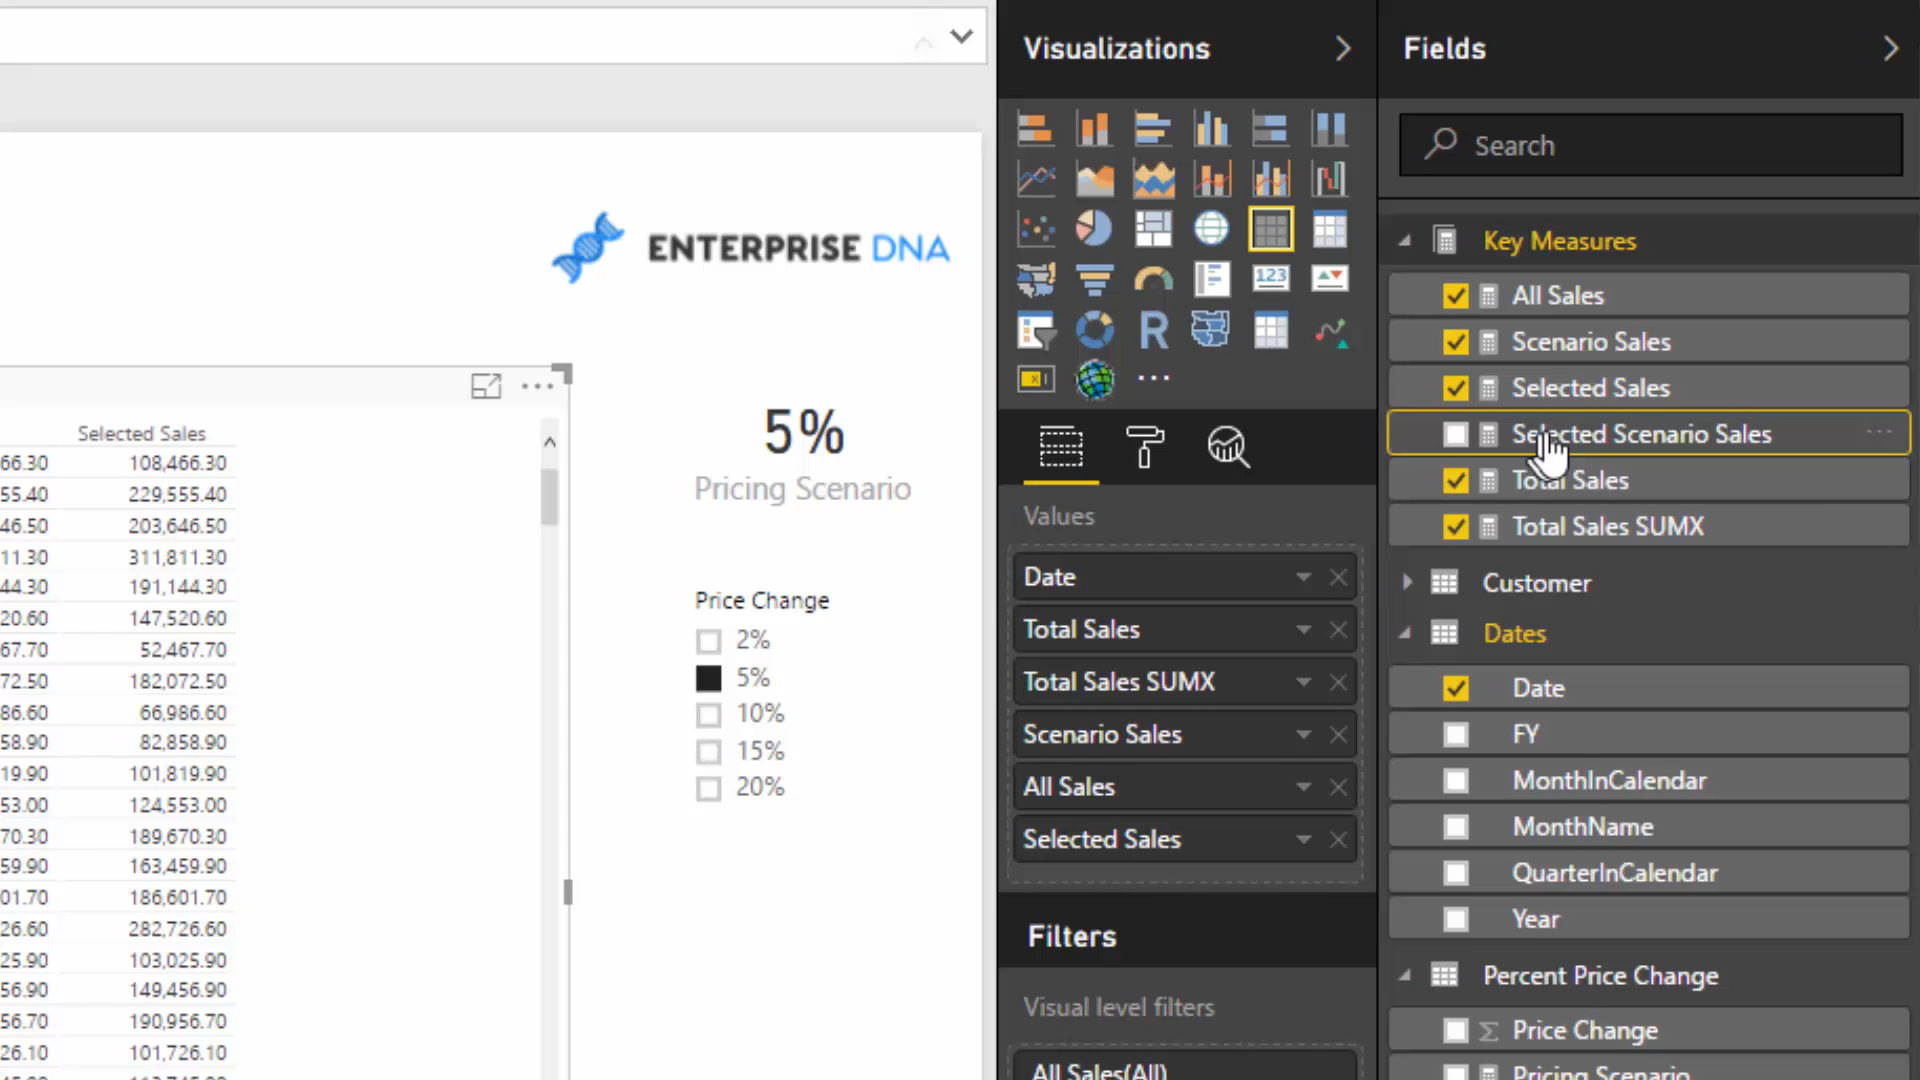 Visualizations
Fields
Search
ENTERPRISE DNA
Key Measures
All Sales
Scenario Sales
Selected Sales
Selected Scenario Sales
Total Sales
Total Sales SUMX
Customer
Dates
Date
FY
MonthInCalendar
MonthName
QuarterInCalendar
Year
Percent Price Change
Price Change
Pricing Scenario
123
R
Values
Date
Total Sales
Total Sales SUMX
Scenario Sales
All Sales
Selected Sales
Filters
Visual level filters
All Sales(All)
5%
Pricing Scenario
Price Change
2%
5%
10%
15%
20%
Selected Sales
66.30 108,466.30
55.40 229,555.40
46.50 203,646.50
11.30 311,811.30
44.30 191,144.30
20.60 147,520.60
67.70 52,467.70
72.50 182,072.50
86.60 66,986.60
58.90 82,858.90
19.90 101,819.90
53.00 124,553.00
70.30 189,670.30
59.90 163,459.90
01.70 186,601.70
26.60 282,726.60
25.90 103,025.90
56.90 149,456.90
56.70 190,956.70
26.10 101,726.10